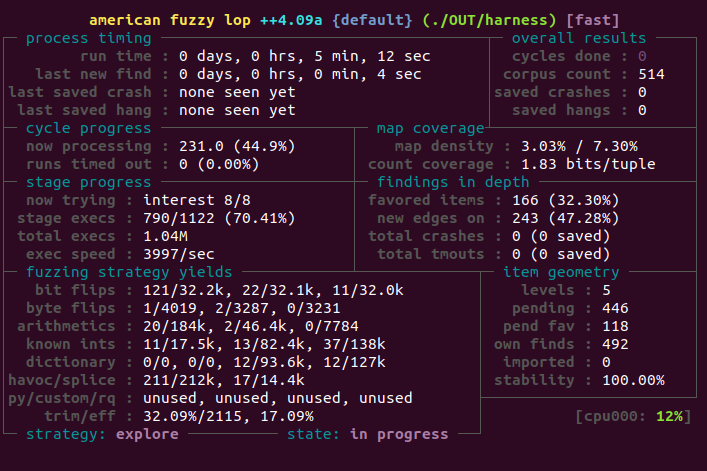 american fuzzy lop ++4.09a {default} (./OUT/harness) [fast]
process timing overall results
run time : 0 days, 0 hrs, 5 min, 12 sec cycles done : 0
last new find : 0 days, 0 hrs, 0 min, 4 sec corpus count : 514
last saved crash : none seen yet saved crashes : 0
last saved hang : none seen yet saved hangs : 0
cycle progress map coverage
now processing : 231.0 (44.9%) map density : 3.03% / 7.30%
runs timed out : 0 (0.00%) count coverage : 1.83 bits/tuple
stage progress findings in depth
now trying : interest 8/8 favored items : 166 (32.30%)
stage execs : 790/1122 (70.41%) new edges on : 243 (47.28%)
total execs : 1.04M total crashes : 0 (0 saved)
exec speed : 3997/sec total tmouts : 0 (0 saved)
fuzzing strategy yields item geometry
bit flips : 121/32.2k, 22/32.1k, 11/32.0k levels : 5
byte flips : 1/4019, 2/3287, 0/3231 pending : 446
arithmetics : 20/184k, 2/46.4k, 0/7784 pend fav : 118
known ints : 11/17.5k, 13/82.4k, 37/138k own finds : 492
dictionary : 0/0, 0/0, 12/93.6k, 12/127k imported : 0
havoc/splice : 211/212k, 17/14.4k stability : 100.00%
py/custom/rq : unused, unused, unused, unused
trim/eff : 32.09%/2115, 17.09% [cpu000: 12%]
strategy: explore state: in progress